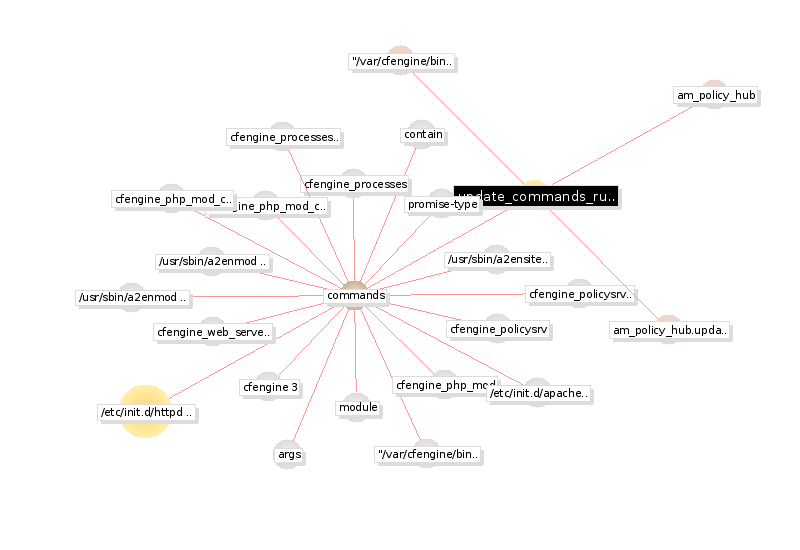 "/var/cfengine/bin..
am_policy_hub
cfengine_processes..
contain
cfengine_processes
update_commands_ru..
cfengine_php_mod_c..
gine_php_mod_c..
promise-type
/usr/sbin/a2enmod ..
/usr/sbin/a2ensite..
/usr/sbin/a2enmod ..
commands
cfengine_policysrv..
cfengine_web_serve..
cfengine_policysrv
am_policy_hub.upda..
cfengine 3
cfengine_php_mod
/etc/init.d/apache..
/etc/init.d/httpd ..
module
args
"/var/cfengine/bin..